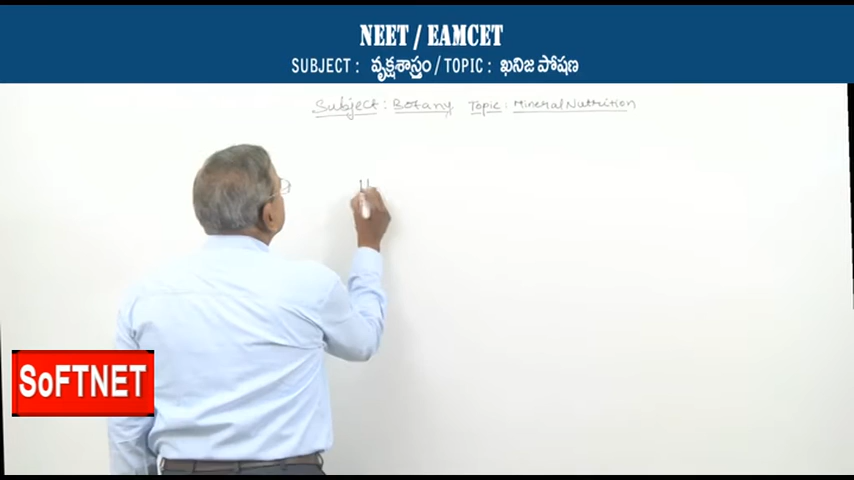 NEET / EAMCET
SUBJECT : వృక్షశాస్త్రం / TOPIC : ఖనిజ పోషణ
Subject : Botany Topic : Mineral Nutrition
SoFTNET